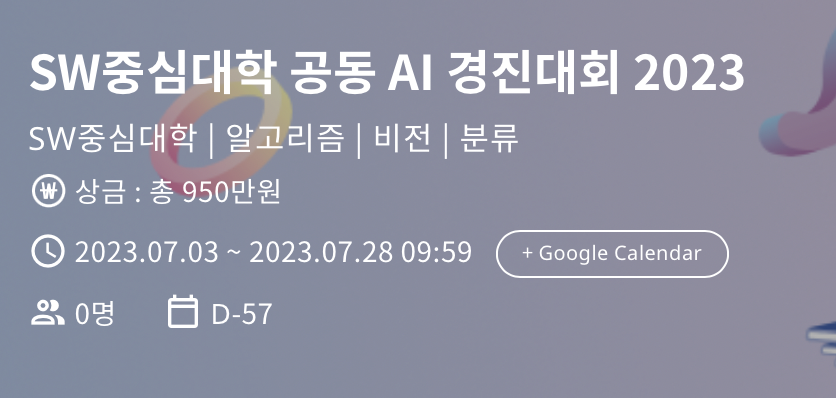 SW중심대학 공동 AI 경진대회 2023
SW중심대학 | 알고리즘 | 비전 | 분류
₩ 상금 : 총 950만원
2023.07.03 ~ 2023.07.28 09:59 + Google Calendar
0명 D-57